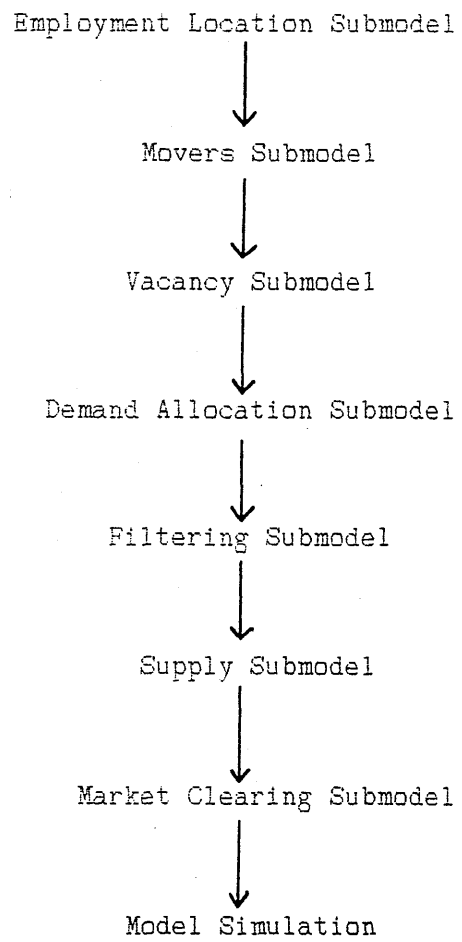 Employment Location Submodel
Movers Submodel
Vacancy Submodel
Demand Allocation Submodel
Filtering Submodel
Supply Submodel
Market Clearing Submodel
Model Simulation